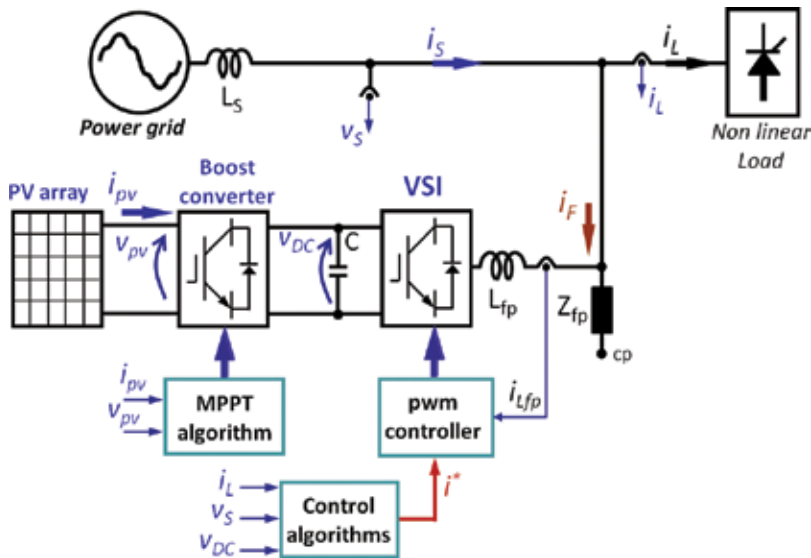 i_S
i_L
L_S
Power grid
v_S
i_L
Non linear
Load
Boost
converter
VSI
PV array
i_pv
i_F
v_pv
v_DC
C
L_fp
Z_fp
cp
i_pv
v_pv
MPPT
algorithm
pwm
controller
i_Lfp
i_L
v_S
v_DC
Control
algorithms
i*